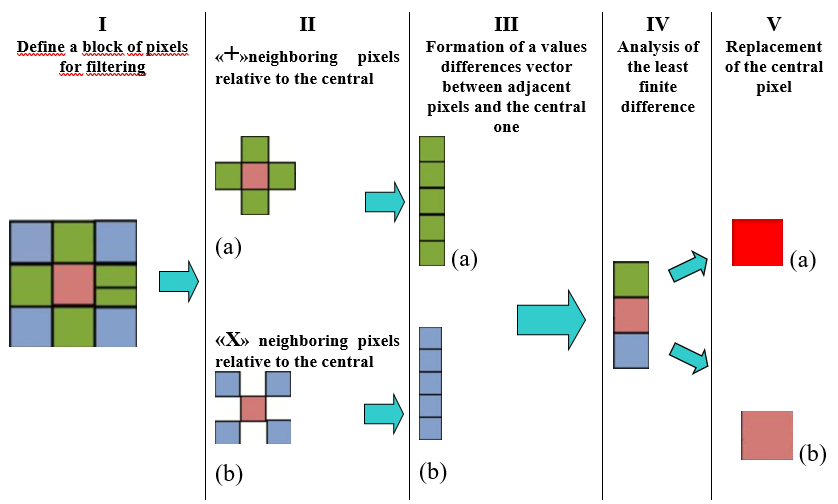 I
Define a block of pixels
for filtering
II
«+»neighboring pixels
relative to the central
(a)
«X» neighboring pixels
relative to the central
(b)
III
Formation of a values
differences vector
between adjacent
pixels and the central
one
(a)
(b)
IV
Analysis of
the least
finite
difference
V
Replacement
of the central
pixel
(a)
(b)